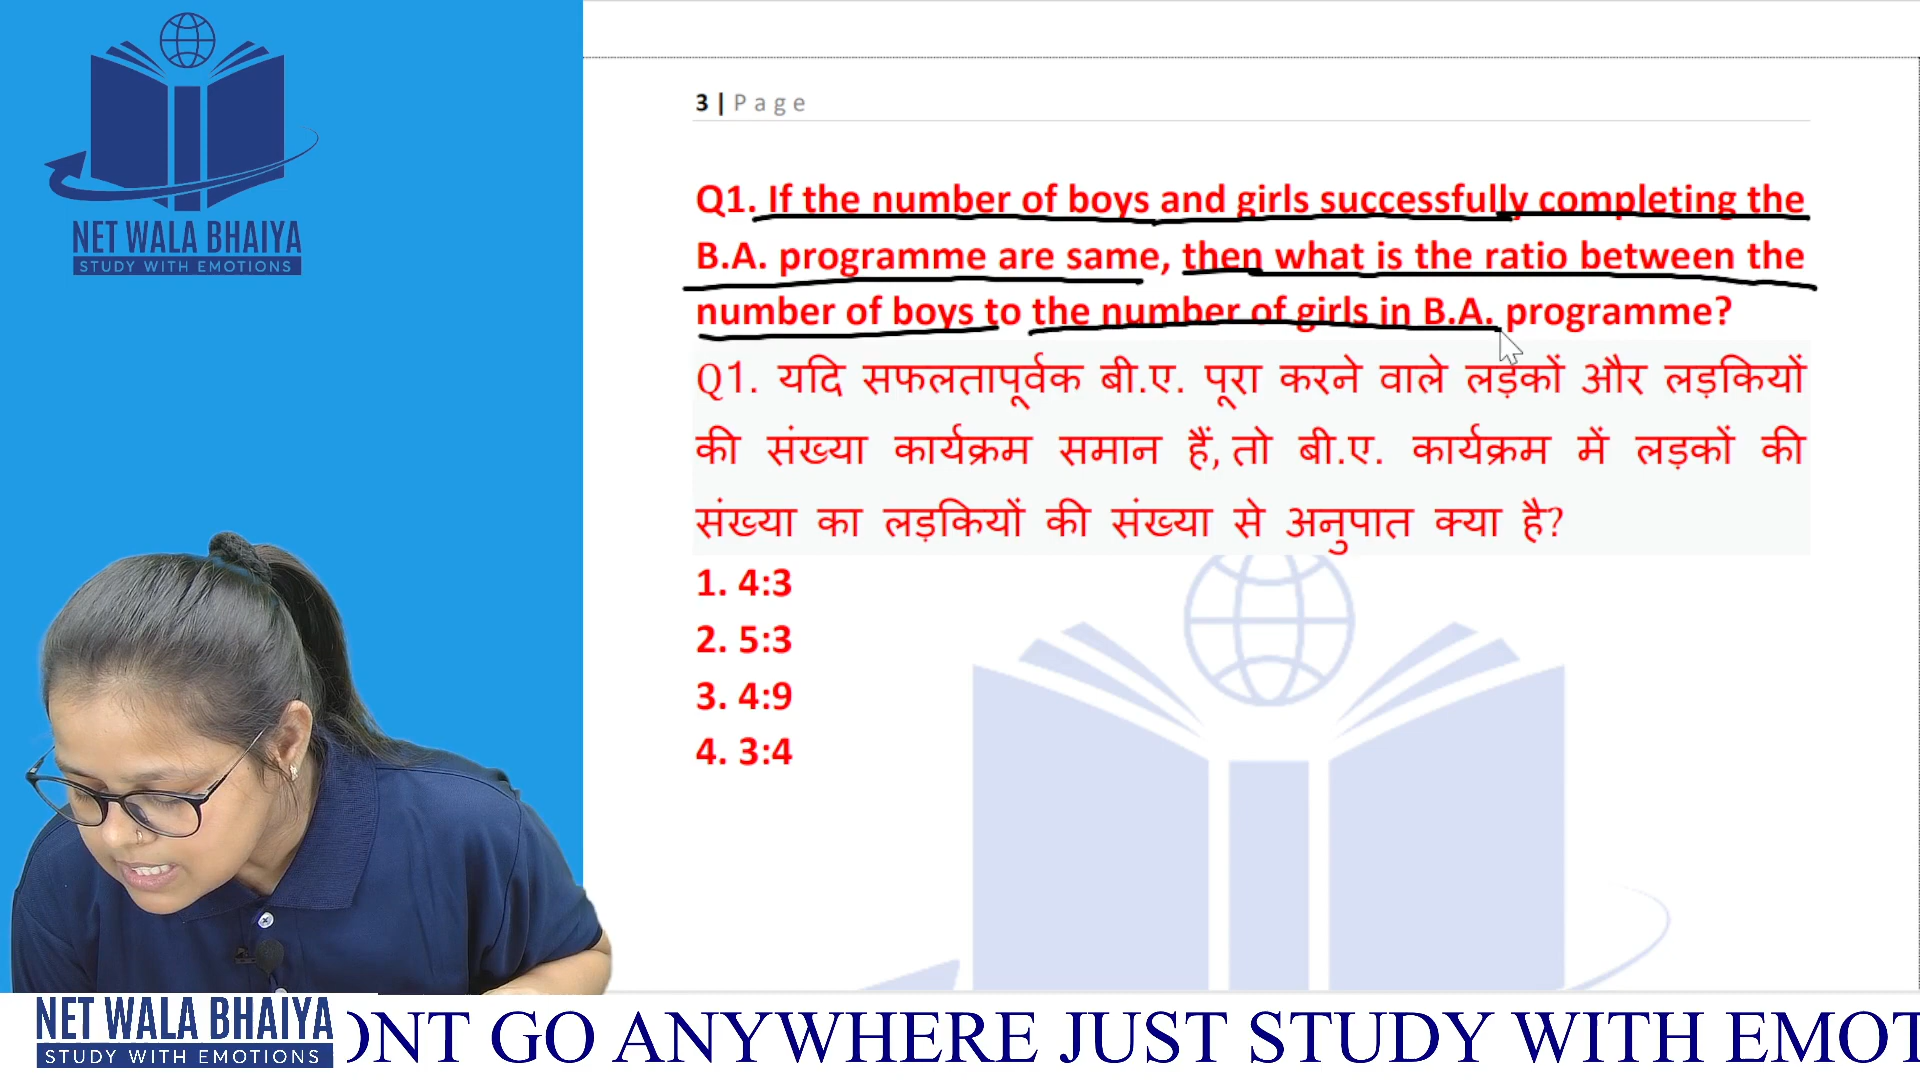 NET WALA BHAIYA
STUDY WITH EMOTIONS
3 | Page
Q1. If the number of boys and girls successfully completing the
B.A. programme are same, then what is the ratio between the
number of boys to the number of girls in B.A. programme?
Q1. यदि सफलतापूर्वक बी.ए. पूरा करने वाले लड़कों और लड़कियों
की संख्या कार्यक्रम समान हैं, तो बी.ए. कार्यक्रम में लड़कों की
संख्या का लड़कियों की संख्या से अनुपात क्या है?
1. 4:3
2. 5:3
3. 4:9
4. 3:4
NET WALA BHAIYA
STUDY WITH EMOTIONS
ONT GO ANYWHERE JUST STUDY WITH EMOT